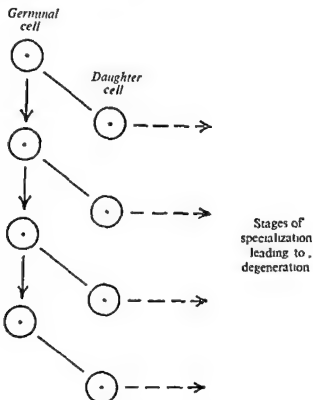 Germinal
cell
Daughter
cell
Stages of
specialization
leading to
degeneration